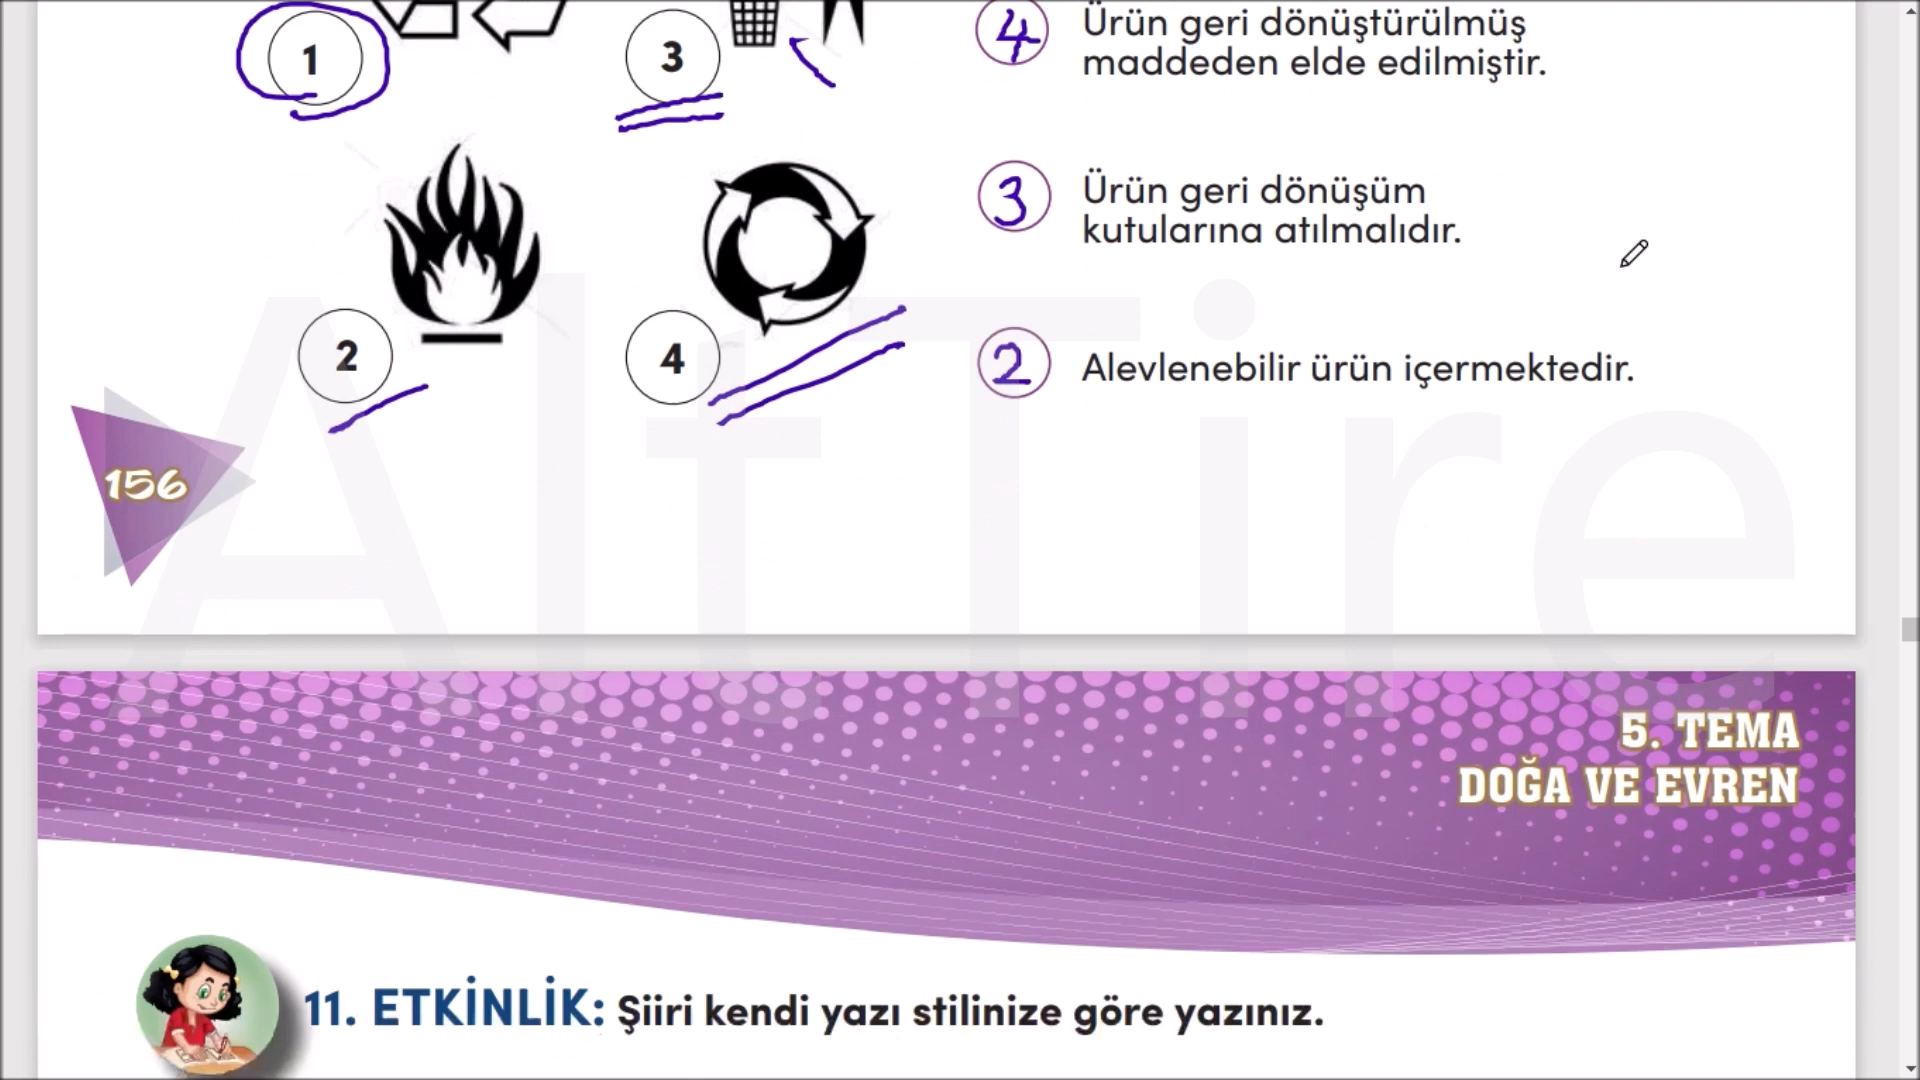 1
3
4
Ürün geri dönüştürülmüş
maddeden elde edilmiştir.
3
Ürün geri dönüşüm
kutularına atılmalıdır.
2
4
2
Alevlenebilir ürün içermektedir.
156
AltTire
5. TEMA
DOĞA VE EVREN
11. ETKİNLİK: Şiiri kendi yazı stilinize göre yazınız.